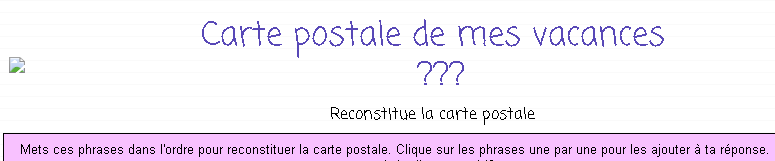 Carte postale de mes vacances
???
Reconstitue la carte postale
Mets ces phrases dans l'ordre pour reconstituer la carte postale. Clique sur les phrases une par une pour les ajouter à ta réponse.